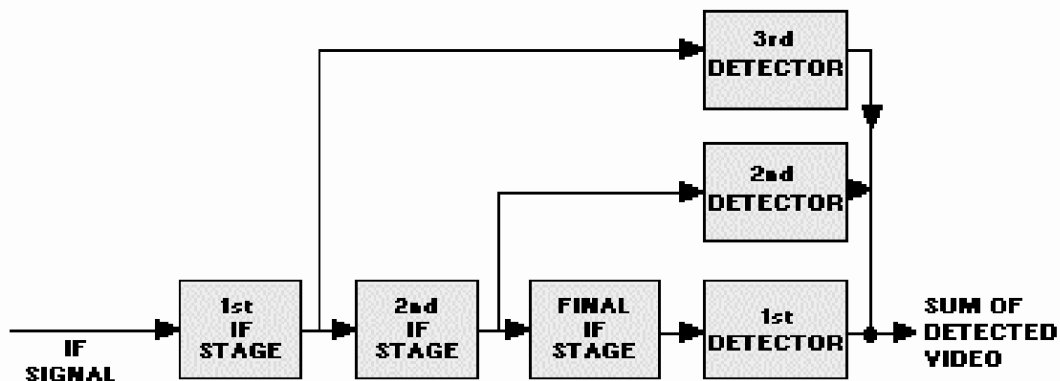 3rd
DETECTOR
2nd
DETECTOR
1st
IF
STAGE
2nd
IF
STAGE
FINAL
IF
STAGE
1st
DETECTOR
SUM OF
DETECTED
VIDEO
IF
SIGNAL